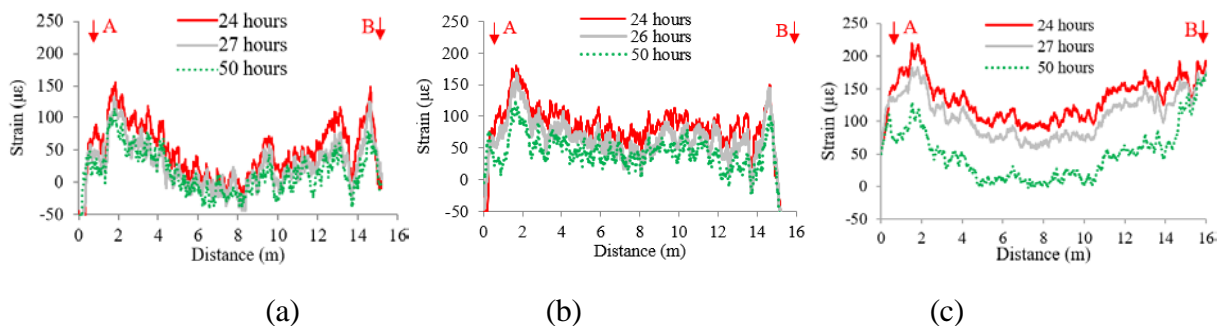 250
200
150
100
50
0
-50
Strain (με)
A
B
24 hours
27 hours
50 hours
0 2 4 6 8 10 12 14 16
Distance (m)
(a)
250
200
150
100
50
0
-50
Strain (με)
A
B
24 hours
26 hours
50 hours
0 2 4 6 8 10 12 14 16
Distance (m)
(b)
250
200
150
100
50
0
-50
Strain (με)
A
B
24 hours
27 hours
50 hours
0 2 4 6 8 10 12 14 16
Distance (m)
(c)